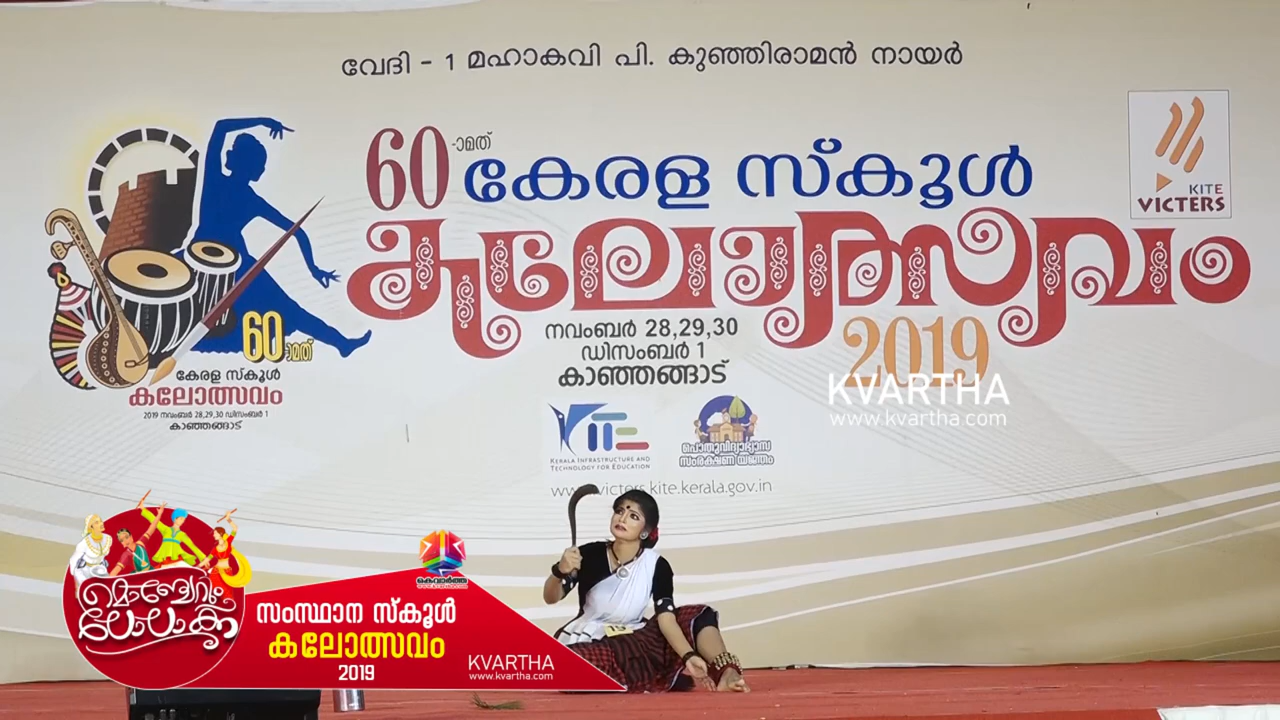 വേദി - 1 മഹാകവി പി. കുഞ്ഞിരാമൻ നായർ
60-ാമത് കേരള സ്കൂൾ
കലോത്സവം
2019
നവംബർ 28,29,30
ഡിസംബർ 1
കാഞ്ഞങ്ങാട്
KITE
VICTERS
60ാമത്
കേരള സ്കൂൾ
കലോത്സവം
2019 നവംബർ 28,29,30 ഡിസംബർ 1
കാഞ്ഞങ്ങാട്
KITE
KERALA INFRASTRUCTURE AND
TECHNOLOGY FOR EDUCATION
പൊതുവിദ്യാഭ്യാസ
സംരക്ഷണ യജ്ഞം
KVARTHA
www.kvartha.com
victers.kite.kerala.gov.in
15
മൊഞ്ചേറും
ലോലാക്ക്
കെവാർത്ത
സംസ്ഥാന സ്കൂൾ
കലോത്സവം
2019
KVARTHA
www.kvartha.com